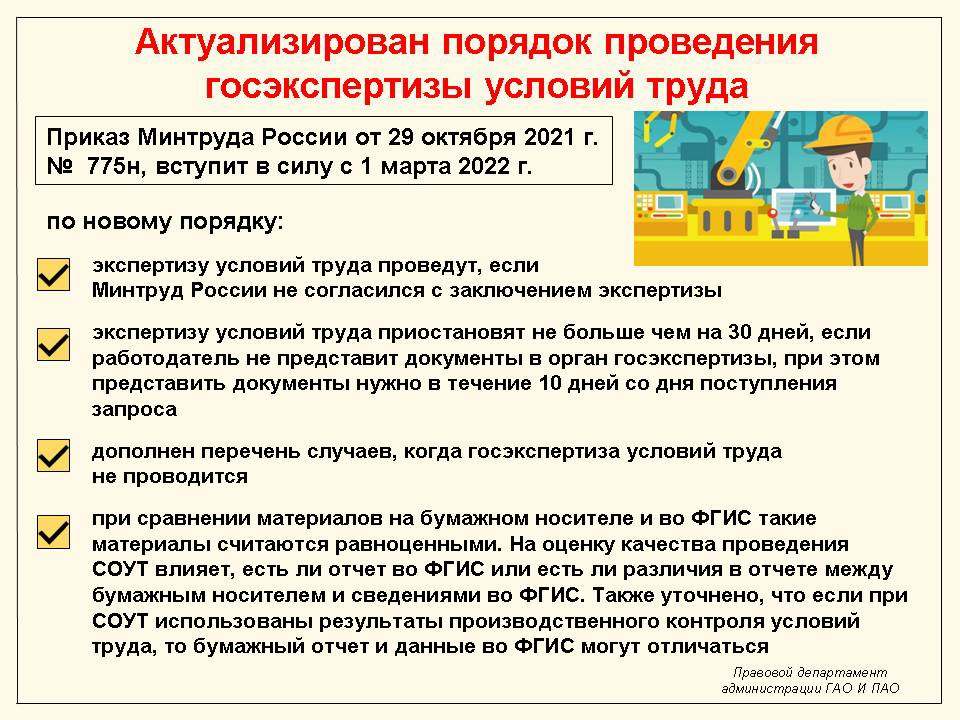 Актуализирован порядок проведения
госэкспертизы условий труда
Приказ Минтруда России от 29 октября 2021 г.
№ 775н, вступит в силу с 1 марта 2022 г.
по новому порядку:
экспертизу условий труда проведут, если
Минтруд России не согласился с заключением экспертизы
экспертизу условий труда приостановят не больше чем на 30 дней, если
работодатель не представит документы в орган госэкспертизы, при этом
представить документы нужно в течение 10 дней со дня поступления
запроса
дополнен перечень случаев, когда госэкспертиза условий труда
не проводится
при сравнении материалов на бумажном носителе и во ФГИС такие
материалы считаются равноценными. На оценку качества проведения
СОУТ влияет, есть ли отчет во ФГИС или есть ли различия в отчете между
бумажным носителем и сведениями во ФГИС. Также уточнено, что если при
СОУТ использованы результаты производственного контроля условий
труда, то бумажный отчет и данные во ФГИС могут отличаться
Правовой департамент
администрации ГАО И ПАО